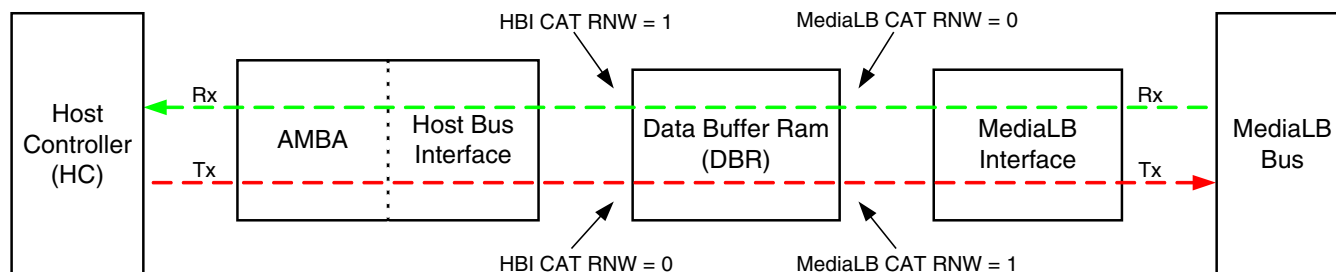 HBI CAT RNW = 1
MediaLB CAT RNW = 0
Rx
Rx
Host
Controller
(HC)
AMBA
Host Bus
Interface
Data Buffer Ram
(DBR)
MediaLB
Interface
MediaLB
Bus
Tx
Tx
HBI CAT RNW = 0
MediaLB CAT RNW = 1